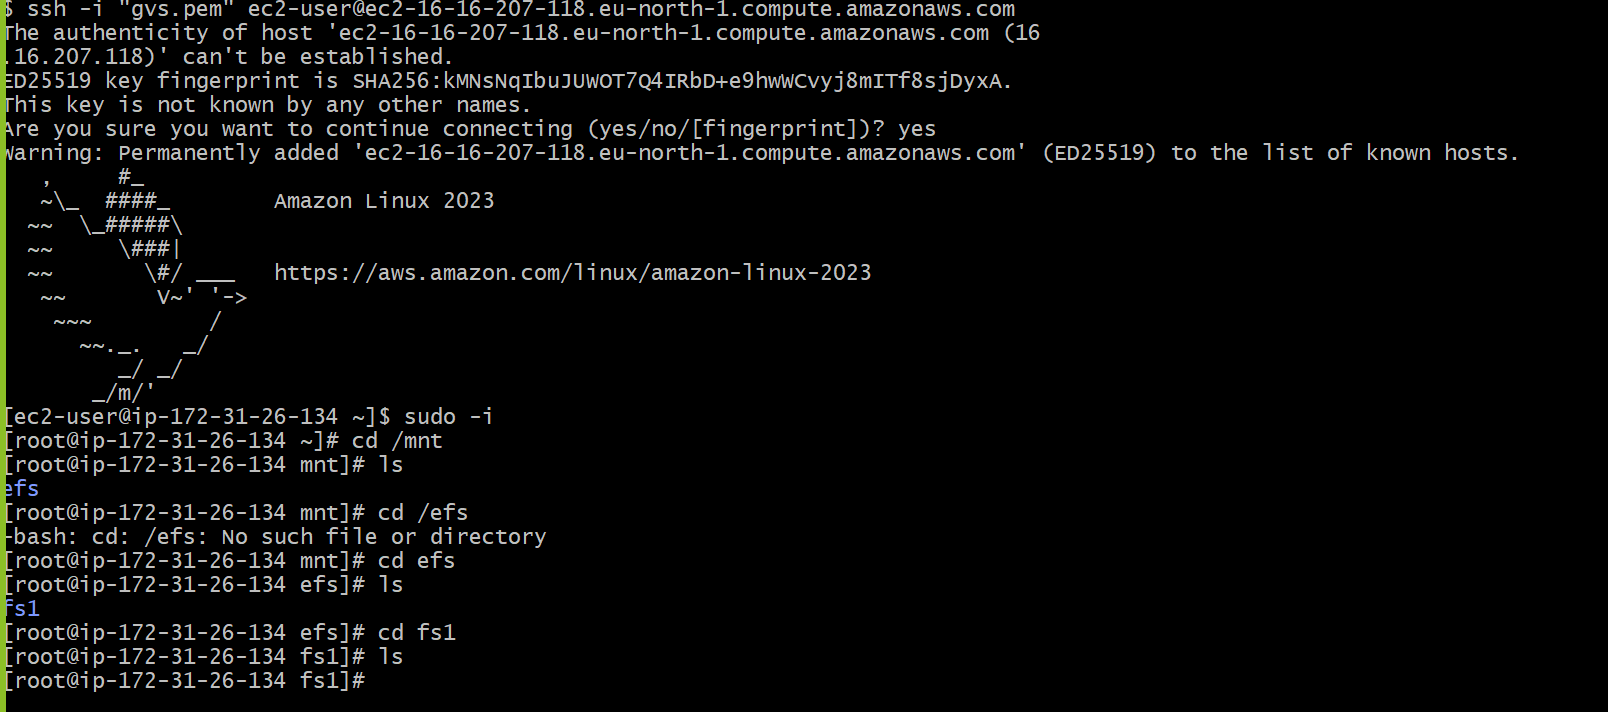 $ ssh -i "gvs.pem" ec2-user@ec2-16-16-207-118.eu-north-1.compute.amazonaws.com
The authenticity of host 'ec2-16-16-207-118.eu-north-1.compute.amazonaws.com (16
.16.207.118)' can't be established.
ED25519 key fingerprint is SHA256:kMNsNqIbuJUWOT7Q4IRbD+e9hwWCvyj8mITf8sjDyxA.
This key is not known by any other names.
Are you sure you want to continue connecting (yes/no/[fingerprint])? yes
Warning: Permanently added 'ec2-16-16-207-118.eu-north-1.compute.amazonaws.com' (ED25519) to the list of known hosts.
   ,     #_
   ~\_  ####_        Amazon Linux 2023
  ~~  \_#####\
  ~~     \###|
  ~~       \#/ ___   https://aws.amazon.com/linux/amazon-linux-2023
   ~~       V~' '->
    ~~~         /
      ~~._.   _/
         _/ _/
       _/m/'
[ec2-user@ip-172-31-26-134 ~]$ sudo -i
[root@ip-172-31-26-134 ~]# cd /mnt
[root@ip-172-31-26-134 mnt]# ls
efs
[root@ip-172-31-26-134 mnt]# cd /efs
-bash: cd: /efs: No such file or directory
[root@ip-172-31-26-134 mnt]# cd efs
[root@ip-172-31-26-134 efs]# ls
fs1
[root@ip-172-31-26-134 efs]# cd fs1
[root@ip-172-31-26-134 fs1]# ls
[root@ip-172-31-26-134 fs1]#